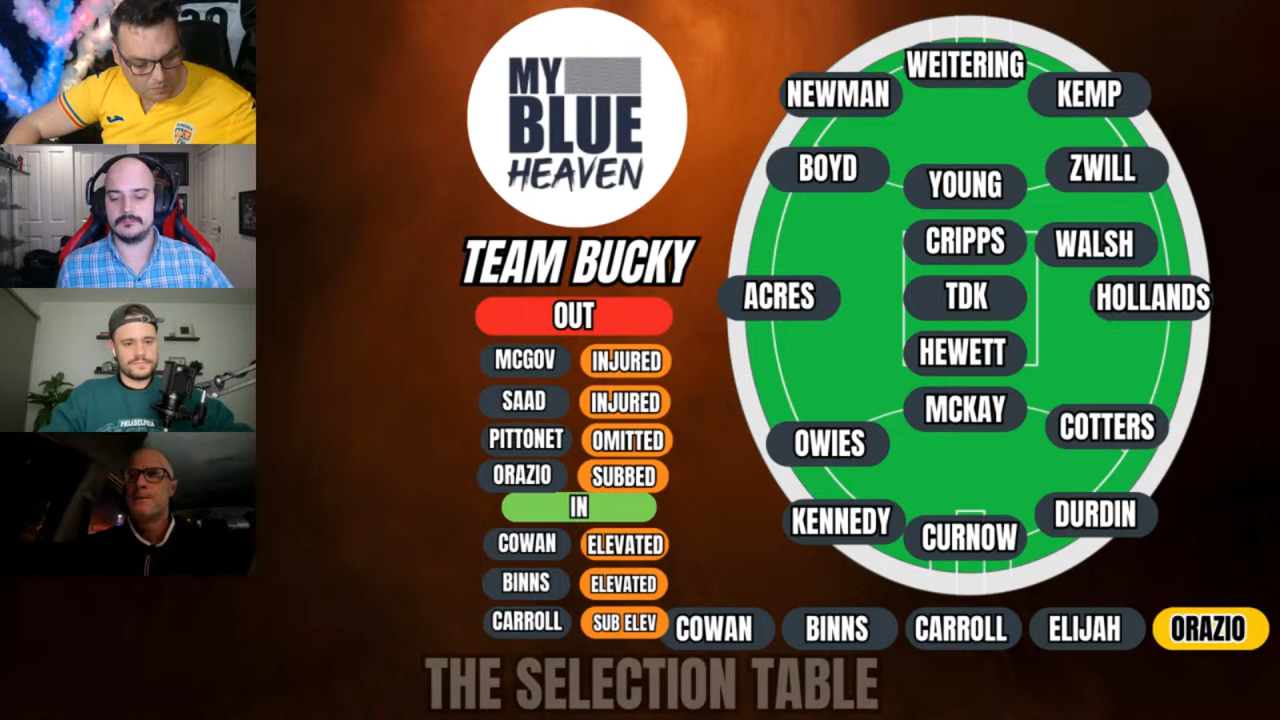 MY
BLUE
HEAVEN
TEAM BUCKY
OUT
MCGOV INJURED
SAAD INJURED
PITTONET OMITTED
ORAZIO SUBBED
IN
COWAN ELEVATED
BINNS ELEVATED
CARROLL SUB ELEV
WEITERING
NEWMAN KEMP
BOYD ZWILL
YOUNG
CRIPPS WALSH
ACRES TDK HOLLANDS
HEWETT
MCKAY
OWIES COTTERS
KENNEDY DURDIN
CURNOW
COWAN BINNS CARROLL ELIJAH ORAZIO
THE SELECTION TABLE
PHILADELPHIA